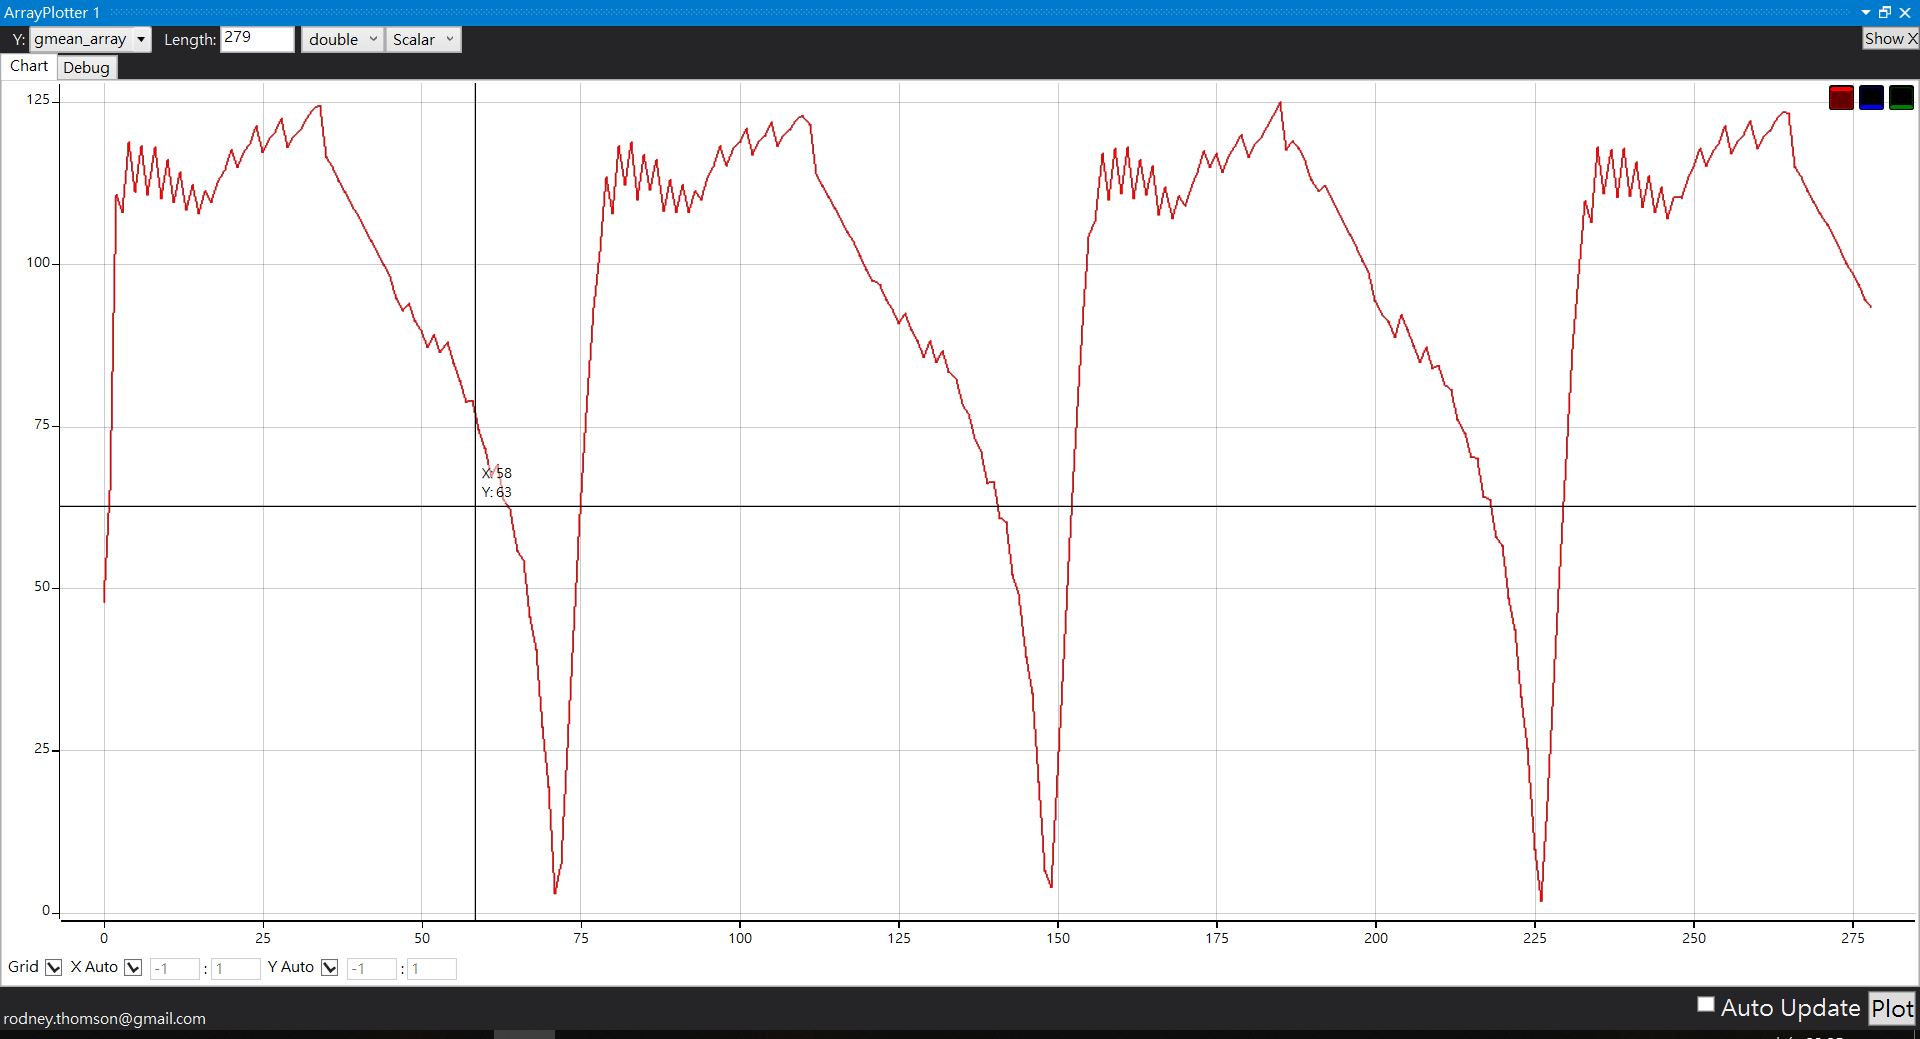 ArrayPlotter 1
Y: gmean_array Length: 279 double Scalar Show X
Chart Debug
125
100
75
50
25
0
X: 58
Y: 63
0 25 50 75 100 125 150 175 200 225 250 275
Grid X Auto -1 : 1 Y Auto -1 : 1
Auto Update Plot
rodney.thomson@gmail.com